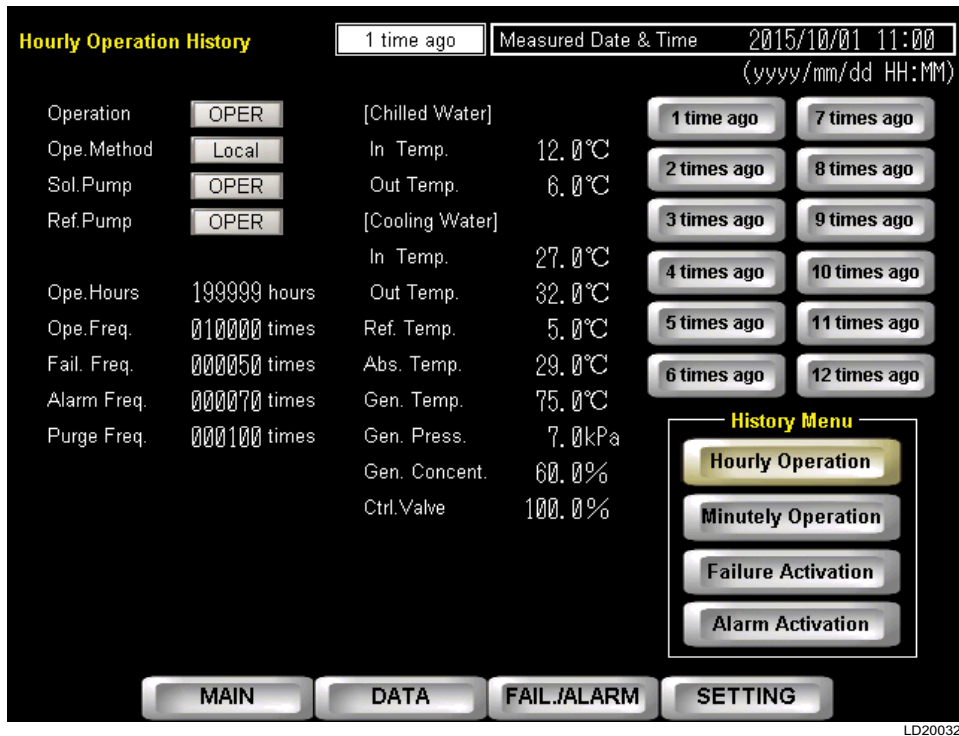 Hourly Operation History
1 time ago
Measured Date & Time 2015/10/01 11:00
(yyyy/mm/dd HH:MM)
Operation OPER
Ope.Method Local
Sol.Pump OPER
Ref.Pump OPER
Ope.Hours 199999 hours
Ope.Freq. 010000 times
Fail. Freq. 000050 times
Alarm Freq. 000070 times
Purge Freq. 000100 times
[Chilled Water]
In Temp. 12.0℃
Out Temp. 6.0℃
[Cooling Water]
In Temp. 27.0℃
Out Temp. 32.0℃
Ref. Temp. 5.0℃
Abs. Temp. 29.0℃
Gen. Temp. 75.0℃
Gen. Press. 7.0kPa
Gen. Concent. 60.0%
Ctrl.Valve 100.0%
1 time ago 7 times ago
2 times ago 8 times ago
3 times ago 9 times ago
4 times ago 10 times ago
5 times ago 11 times ago
6 times ago 12 times ago
History Menu
Hourly Operation
Minutely Operation
Failure Activation
Alarm Activation
MAIN DATA FAIL./ALARM SETTING
LD20032